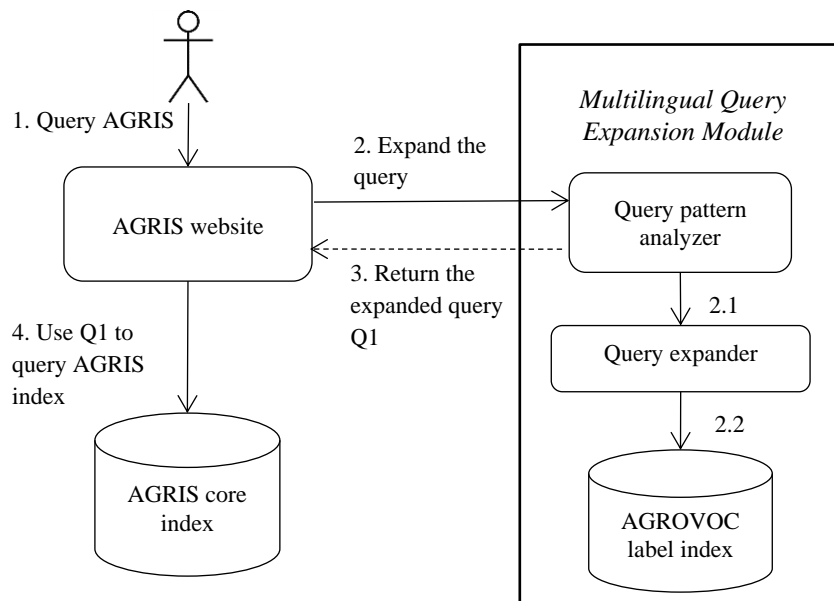 1. Query AGRIS
AGRIS website
2. Expand the
query
3. Return the
expanded query
Q1
4. Use Q1 to
query AGRIS
index
AGRIS core
index
Multilingual Query
Expansion Module
Query pattern
analyzer
2.1
Query expander
2.2
AGROVOC
label index